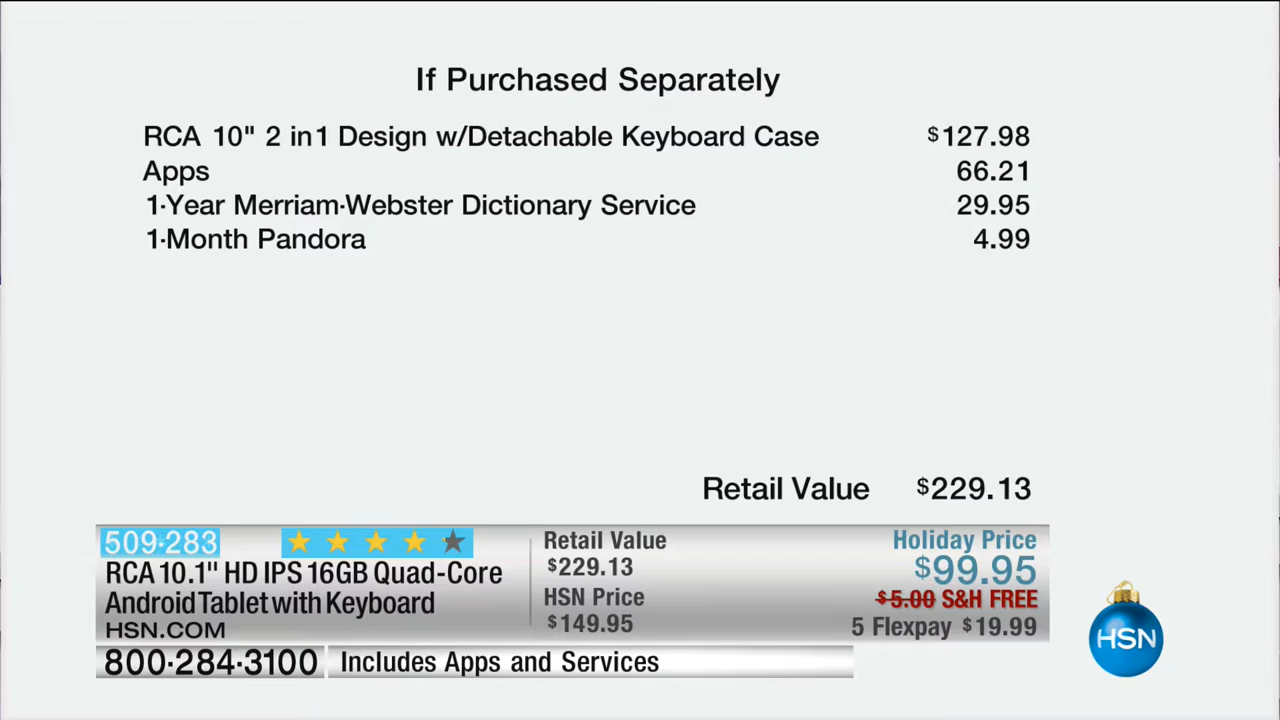 If Purchased Separately
RCA 10" 2 in1 Design w/Detachable Keyboard Case $127.98
Apps 66.21
1·Year Merriam·Webster Dictionary Service 29.95
1·Month Pandora 4.99
Retail Value $229.13
509·283
RCA 10.1" HD IPS 16GB Quad-Core
Android Tablet with Keyboard
HSN.COM
Retail Value
$229.13
HSN Price
$149.95
Holiday Price
$99.95
$5.00 S&H FREE
5 Flexpay $19.99
800·284·3100 Includes Apps and Services
HSN